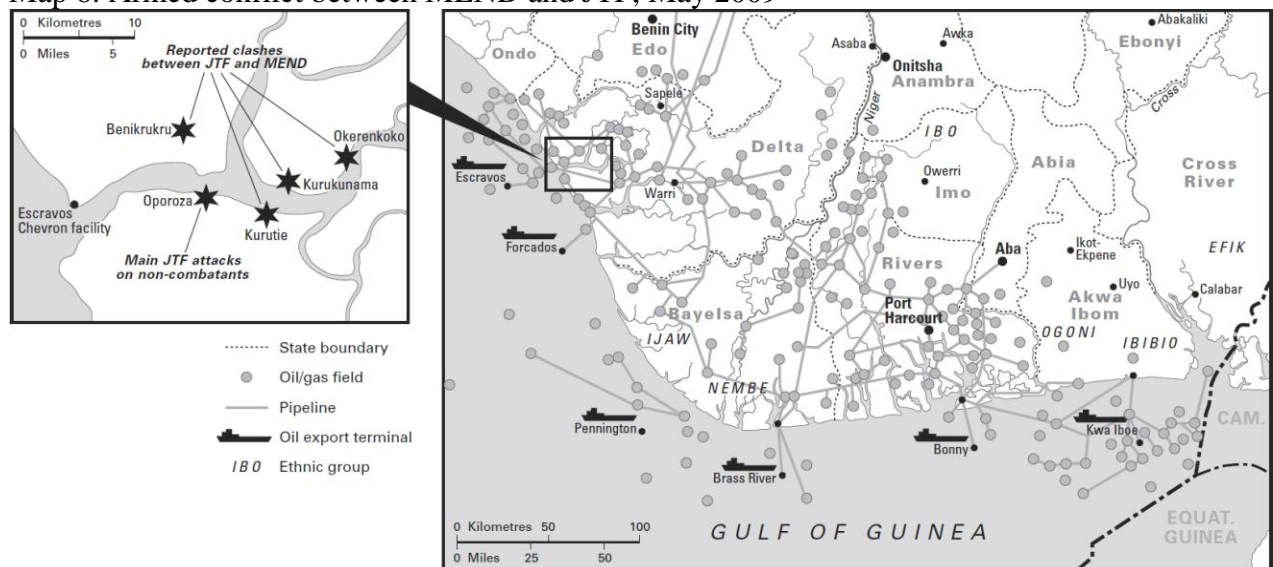 Map 6: Armed conflict between MEND and JTF, May 2009
0 Kilometres 10
0 Miles 5
Reported clashes
between JTF and MEND
Benikrukru
Okerenkoko
Kurukunama
Oporoza
Kurutie
Escravos
Chevron facility
Main JTF attacks
on non-combatants
State boundary
Oil/gas field
Pipeline
Oil export terminal
IBO Ethnic group
Benin City
Edo
Ondo
Sapele
Asaba
Awka
Onitsha
Anambra
Abakaliki
Ebonyi
Niger
Cross
IBO
Delta
Abia
Cross
River
Owerri
Imo
Escravos
Warri
Forcados
Rivers
Aba
Ikot-
Ekpene
EFIK
Uyo
Calabar
Akwa
Ibom
Port
Harcourt
Bayelsa
IJAW
OGONI
IBIBIO
NEMBE
Pennington
Brass River
Bonny
Kwa Iboe
CAM.
EQUAT.
GUINEA
GULF OF GUINEA
0 Kilometres 50 100
0 Miles 25 50